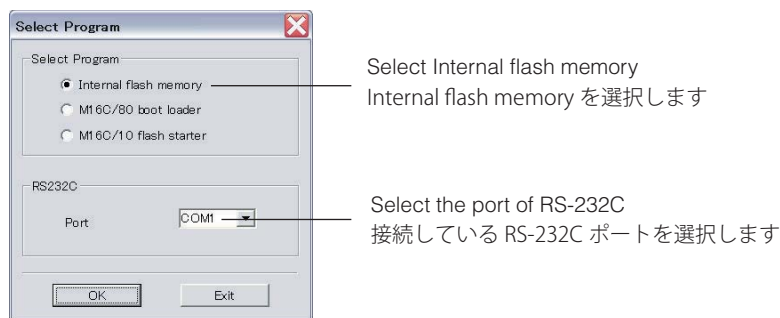 Select Program
Select Program
Internal flash memory
M16C/80 boot loader
M16C/10 flash starter
RS232C
Port
COM1
OK
Exit
Select Internal flash memory
Internal flash memory を選択します
Select the port of RS-232C
接続している RS-232C ポートを選択します